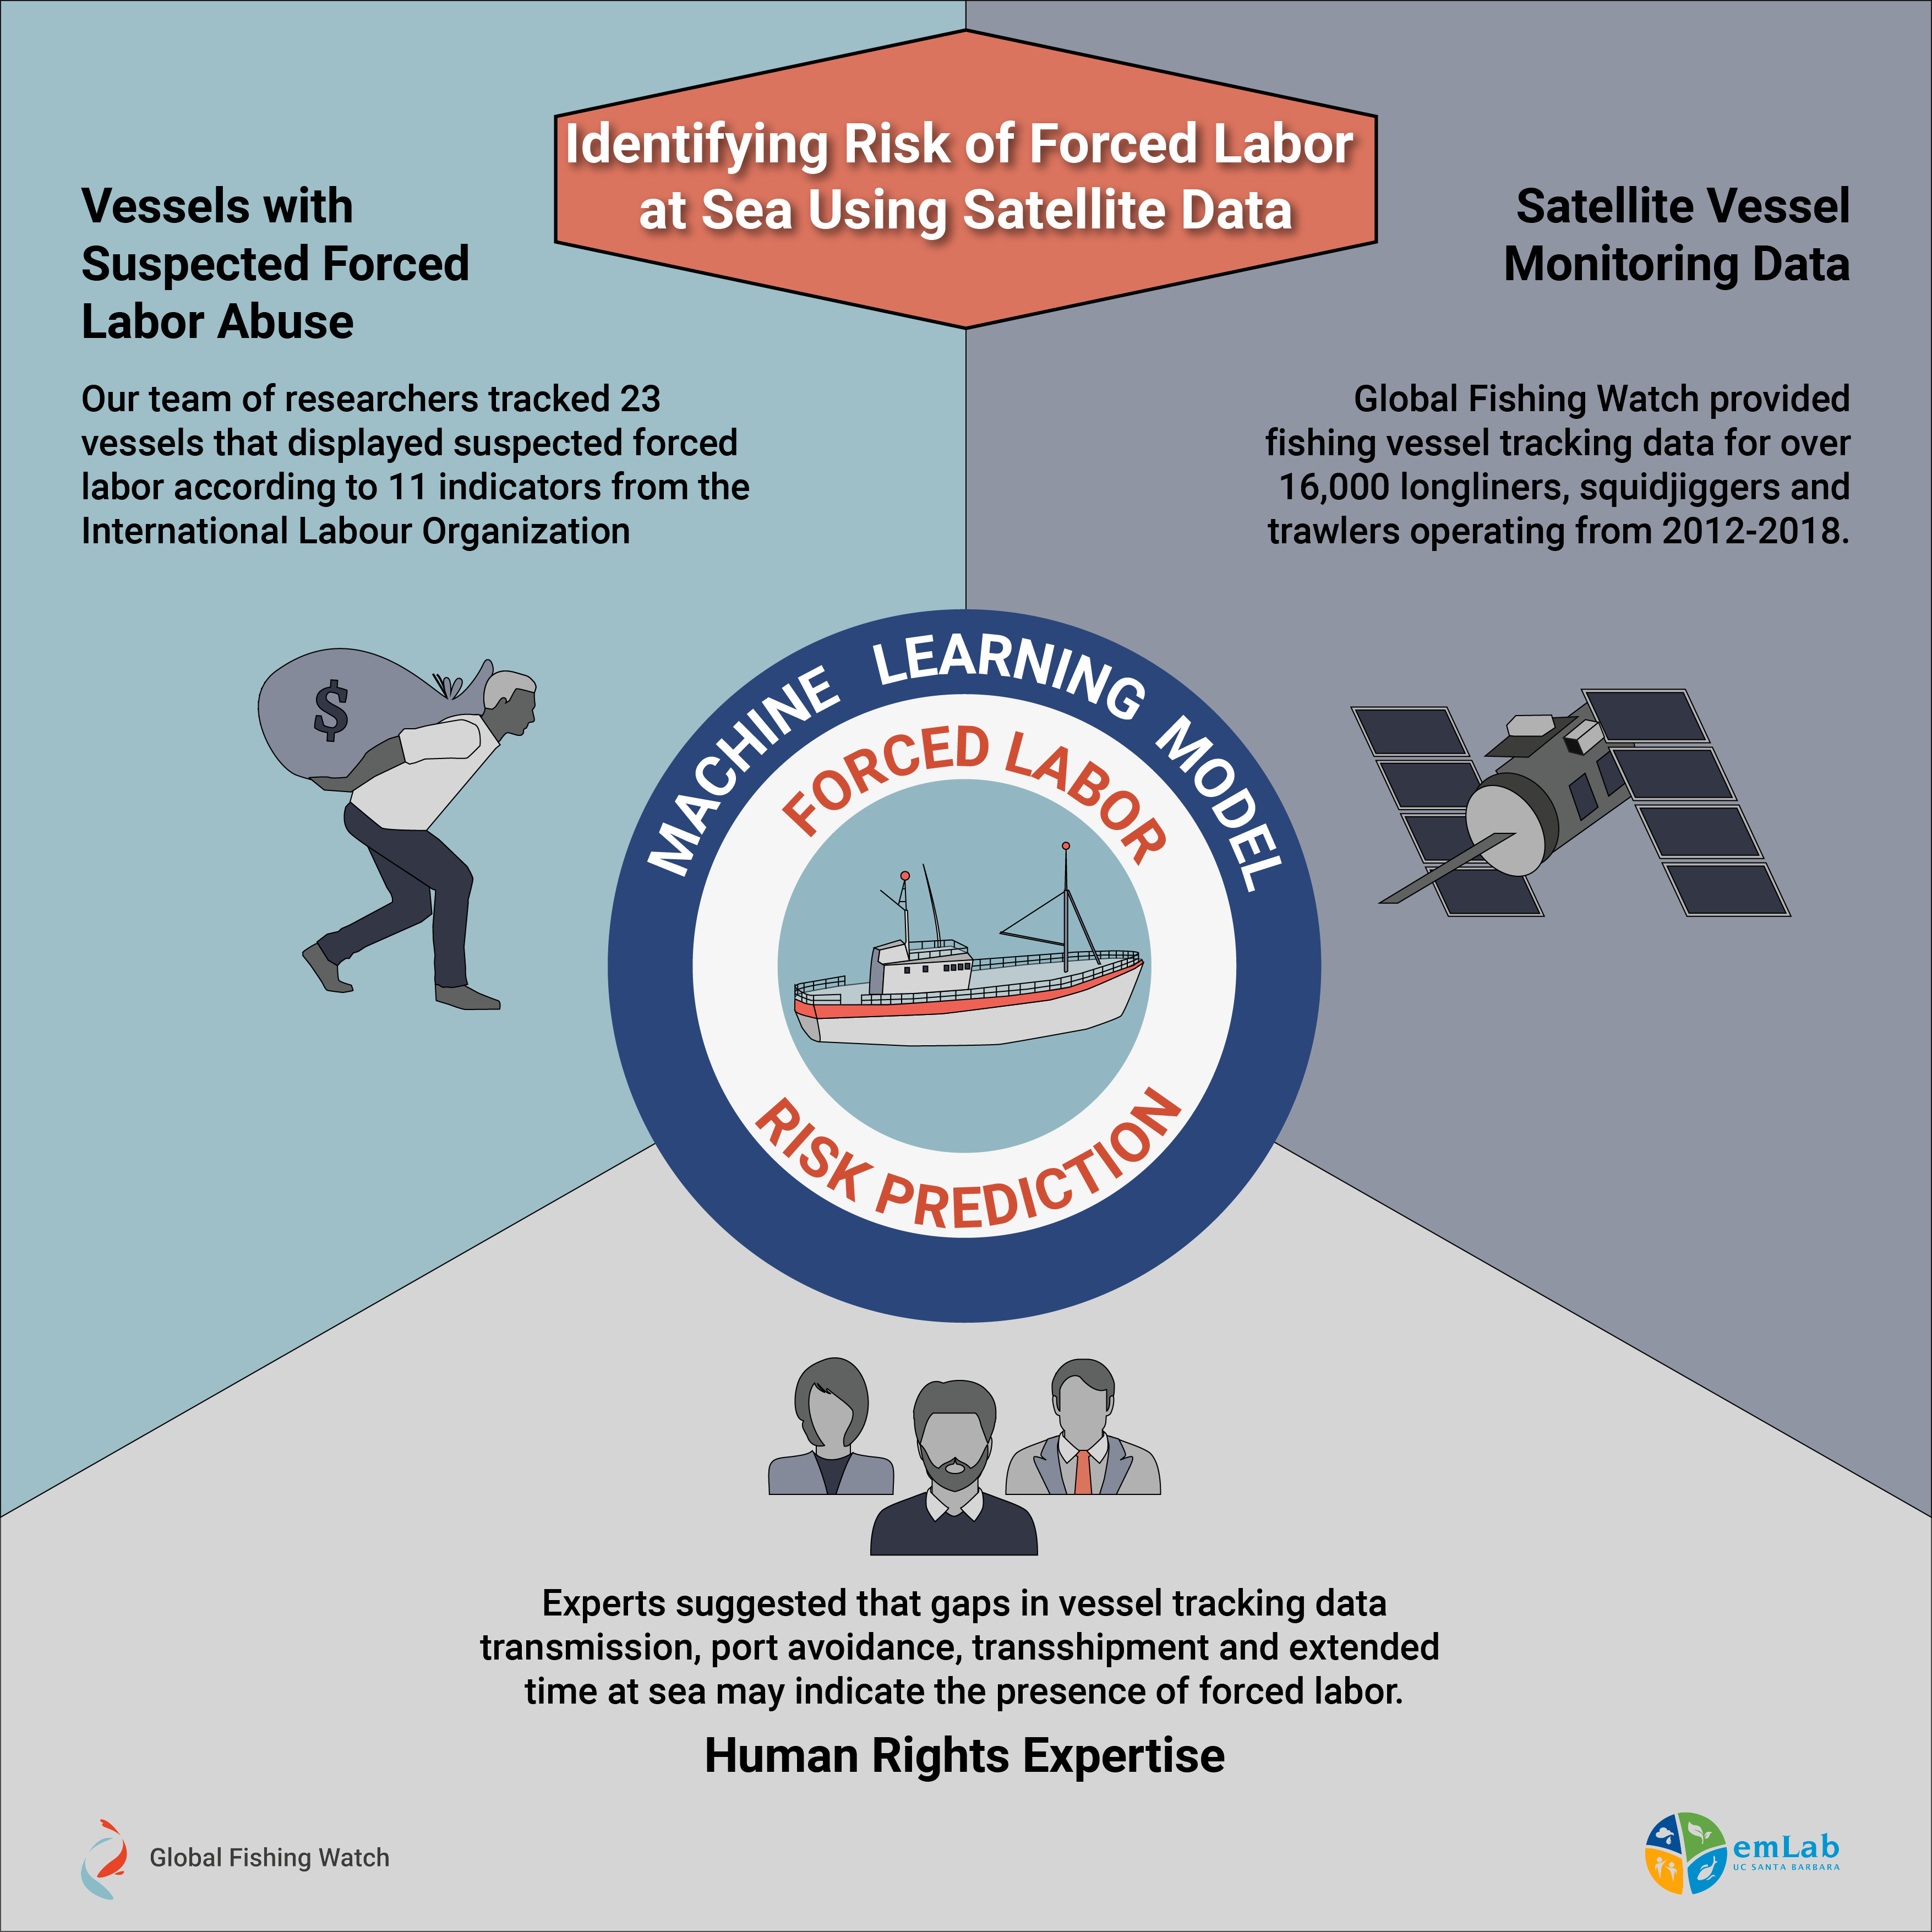 Identifying Risk of Forced Labor
at Sea Using Satellite Data
Vessels with
Suspected Forced
Labor Abuse
Our team of researchers tracked 23
vessels that displayed suspected forced
labor according to 11 indicators from the
International Labour Organization
Satellite Vessel
Monitoring Data
Global Fishing Watch provided
fishing vessel tracking data for over
16,000 longliners, squidjiggers and
trawlers operating from 2012-2018.
$
MACHINE LEARNING MODEL
FORCED LABOR
RISK PREDICTION
Experts suggested that gaps in vessel tracking data
transmission, port avoidance, transshipment and extended
time at sea may indicate the presence of forced labor.
Human Rights Expertise
Global Fishing Watch
emLab
UC SANTA BARBARA